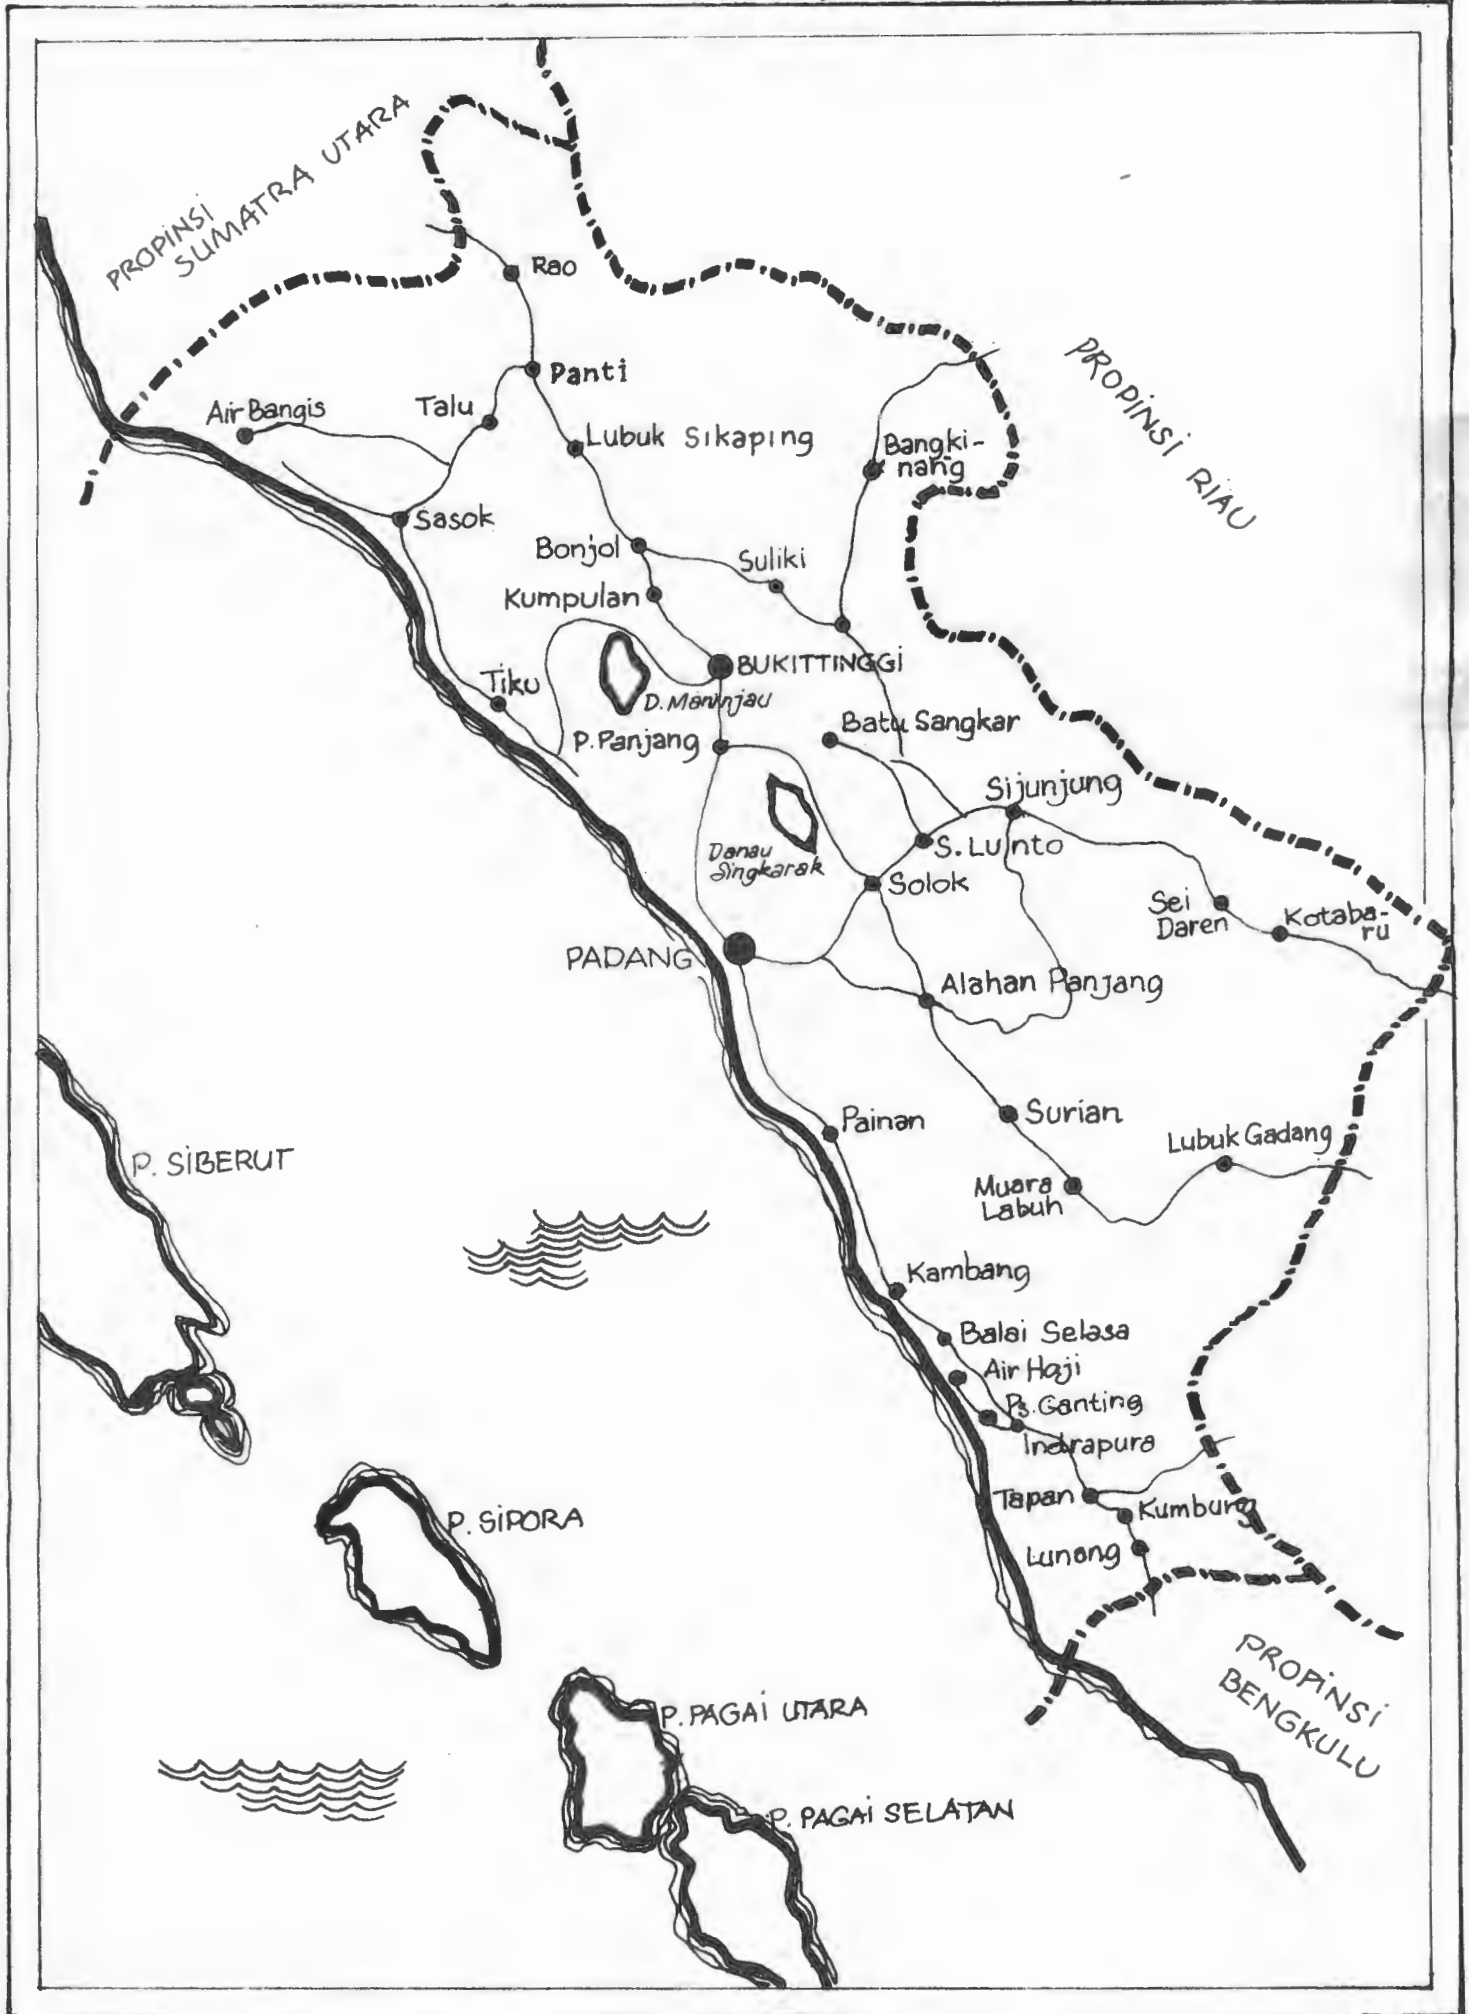 PROPINSI
SUMATRA UTARA
Rao
Panti
PROPINSI RIAU
Air Bangis
Talu
Lubuk Sikaping
Bangki-
nang
Sasok
Bonjol
Suliki
Kumpulan
BUKITTINGGI
Tiku
D. Maninjau
P. Panjang
Batu Sangkar
Sijunjung
S. Lunto
Danau
Singkarak
Solok
Sei
Daren
Kotaba-
ru
PADANG
Alahan Panjang
Painan
Surian
Lubuk Gadang
P. SIBERUT
Muara
Labuh
Kambang
Balai Selasa
Air Haji
Ps. Ganting
Indrapura
Tapan
Kumbung
P. SIPORA
Lunang
PROPINSI
BENGKULU
P. PAGAI UTARA
P. PAGAI SELATAN